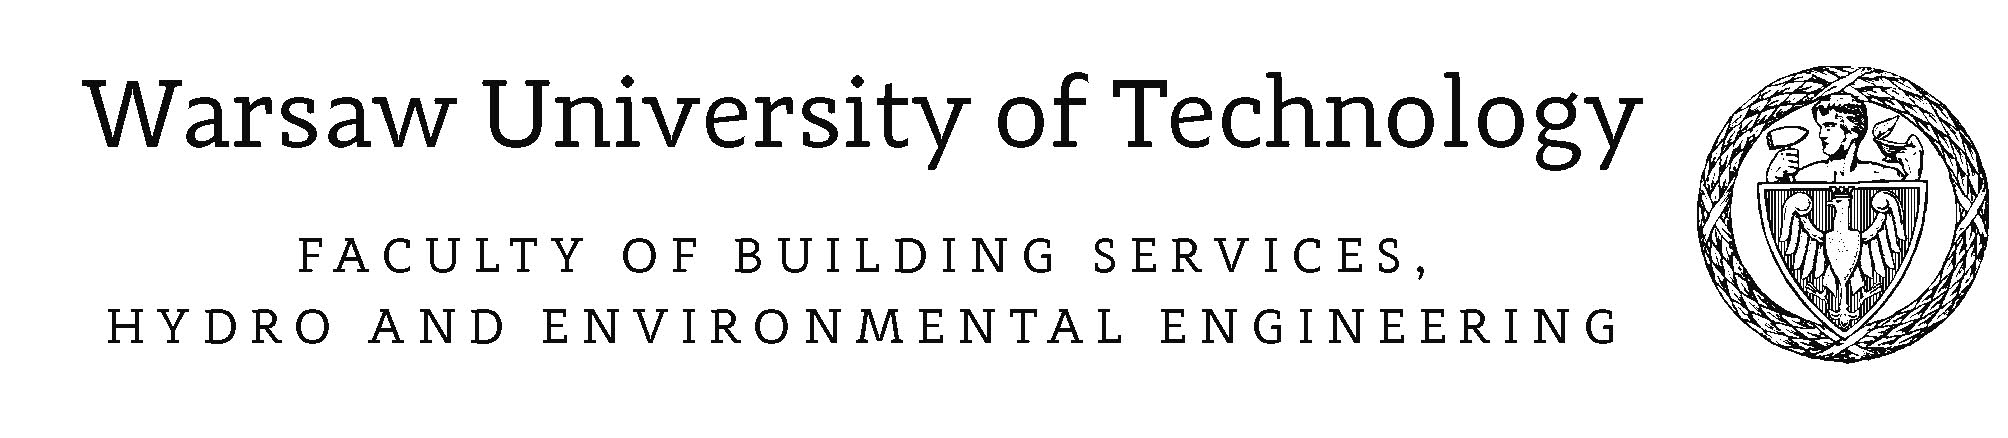 Warsaw University of Technology
FACULTY OF BUILDING SERVICES,
HYDRO AND ENVIRONMENTAL ENGINEERING